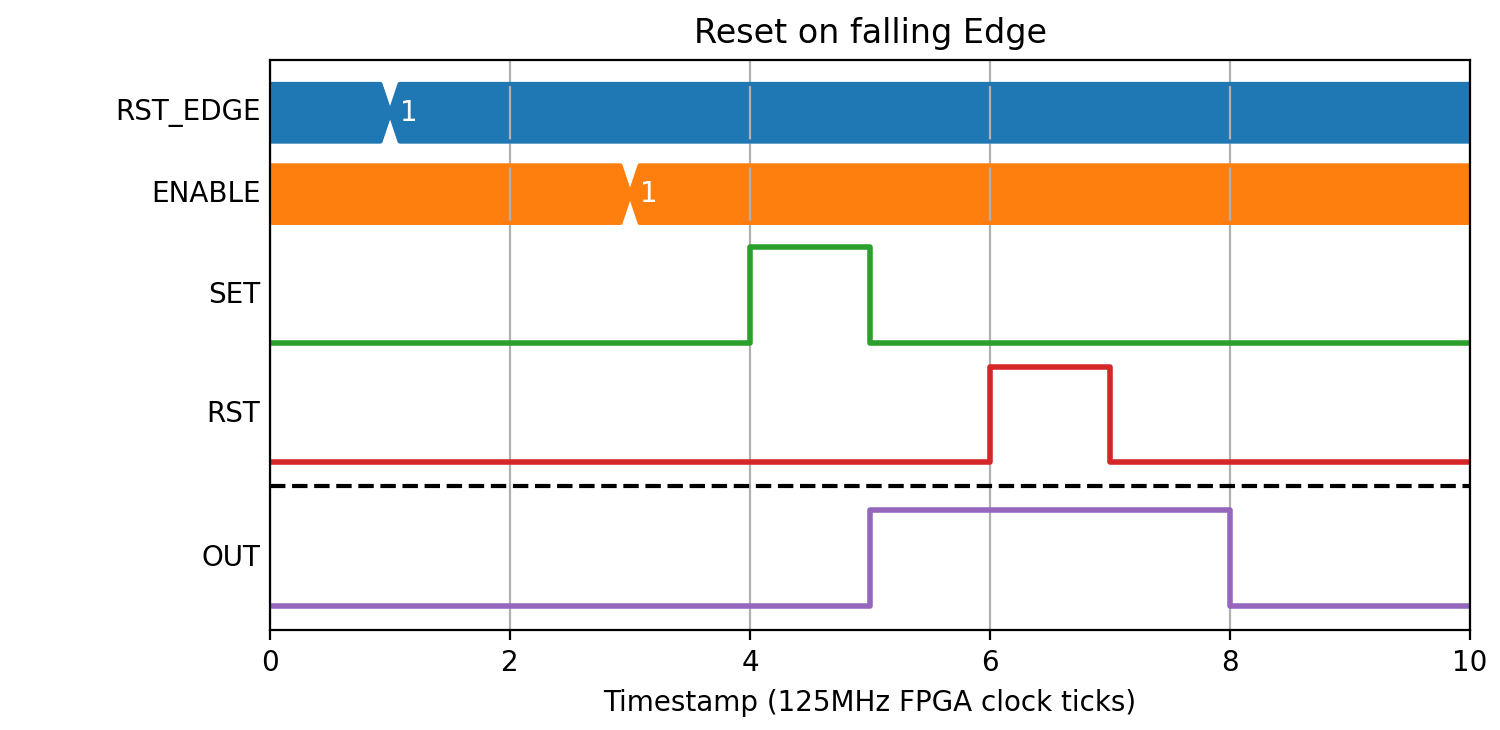 Reset on falling Edge
RST_EDGE 1
ENABLE 1
SET
RST
OUT
0 2 4 6 8 10
Timestamp (125MHz FPGA clock ticks)